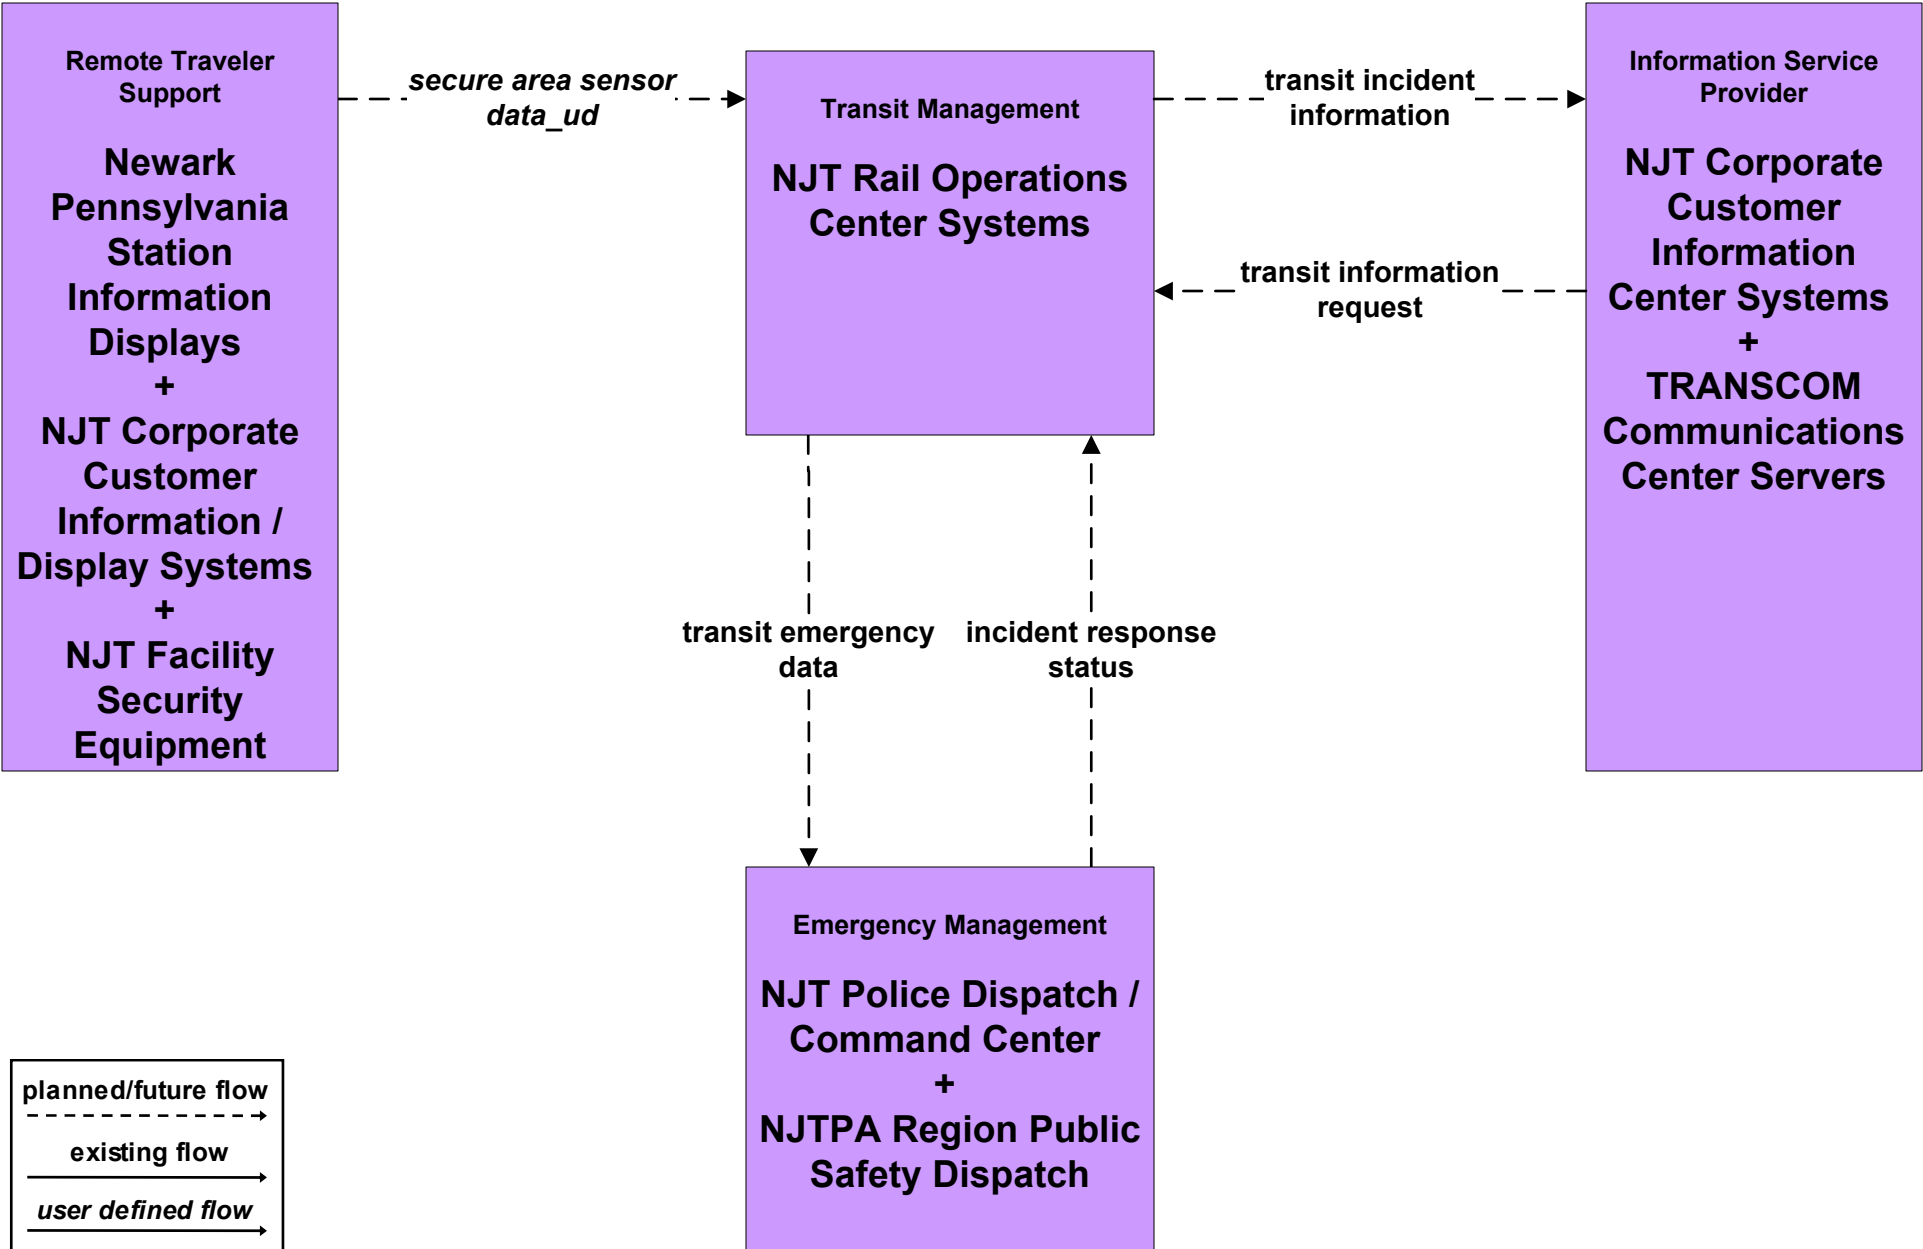 Remote Traveler
Support
Newark
Pennsylvania
Station
Information
Displays
+
NJT Corporate
Customer
Information /
Display Systems
+
NJT Facility
Security
Equipment
secure area sensor
data_ud
Transit Management
NJT Rail Operations
Center Systems
transit incident
information
transit information
request
Information Service
Provider
NJT Corporate
Customer
Information
Center Systems
+
TRANSCOM
Communications
Center Servers
transit emergency
data
incident response
status
Emergency Management
NJT Police Dispatch /
Command Center
+
NJTPA Region Public
Safety Dispatch
planned/future flow
existing flow
user defined flow